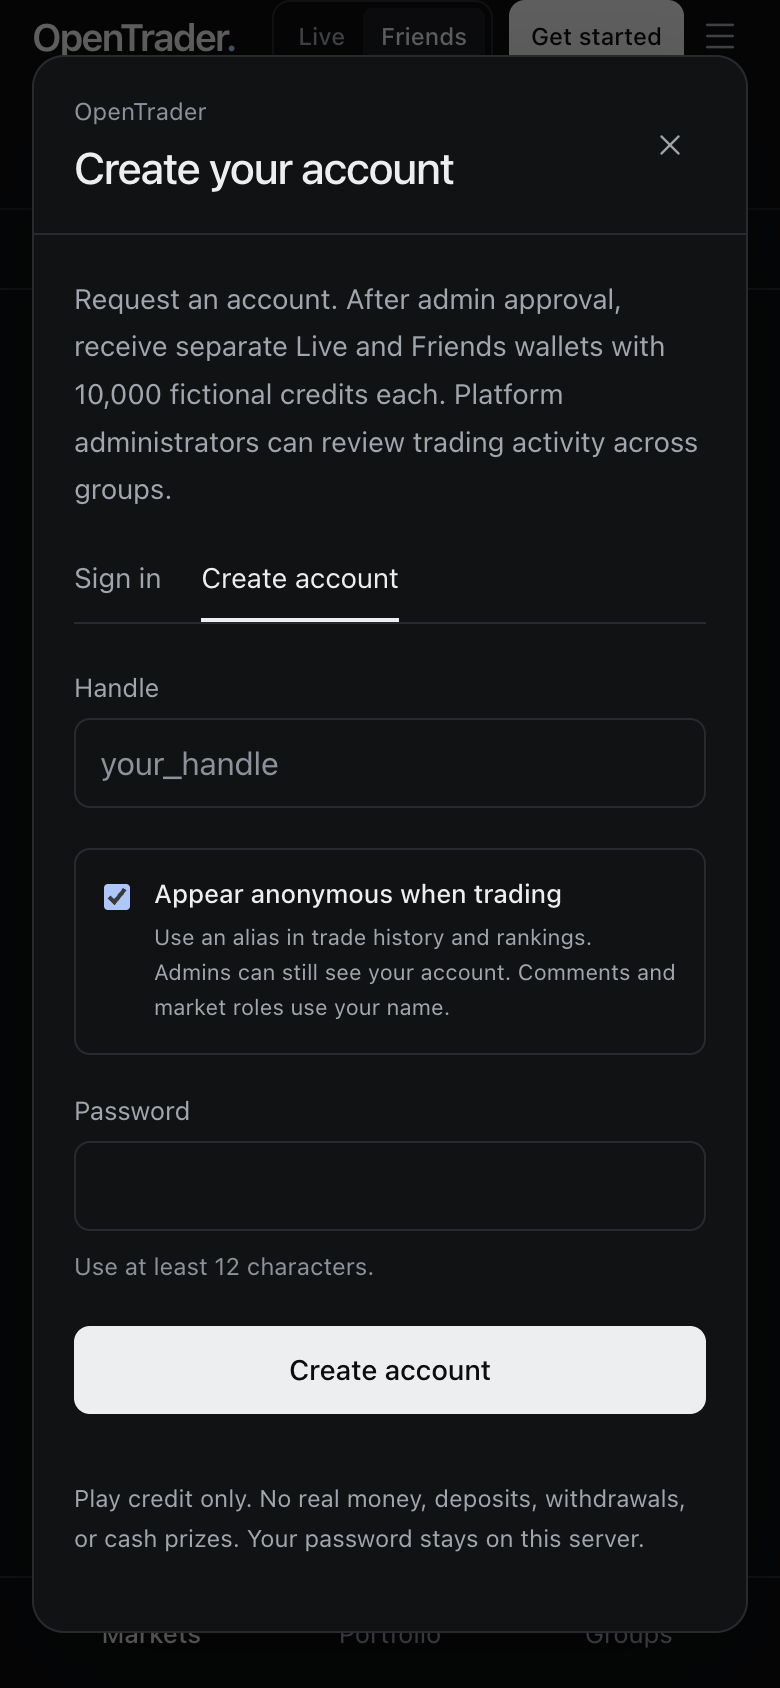 OpenTrader.
Live
Friends
Get started
OpenTrader
Create your account
Request an account. After admin approval,
receive separate Live and Friends wallets with
10,000 fictional credits each. Platform
administrators can review trading activity across
groups.
Sign in
Create account
Handle
your_handle
Appear anonymous when trading
Use an alias in trade history and rankings.
Admins can still see your account. Comments and
market roles use your name.
Password
Use at least 12 characters.
Create account
Play credit only. No real money, deposits, withdrawals,
or cash prizes. Your password stays on this server.
Markets
Portfolio
Groups